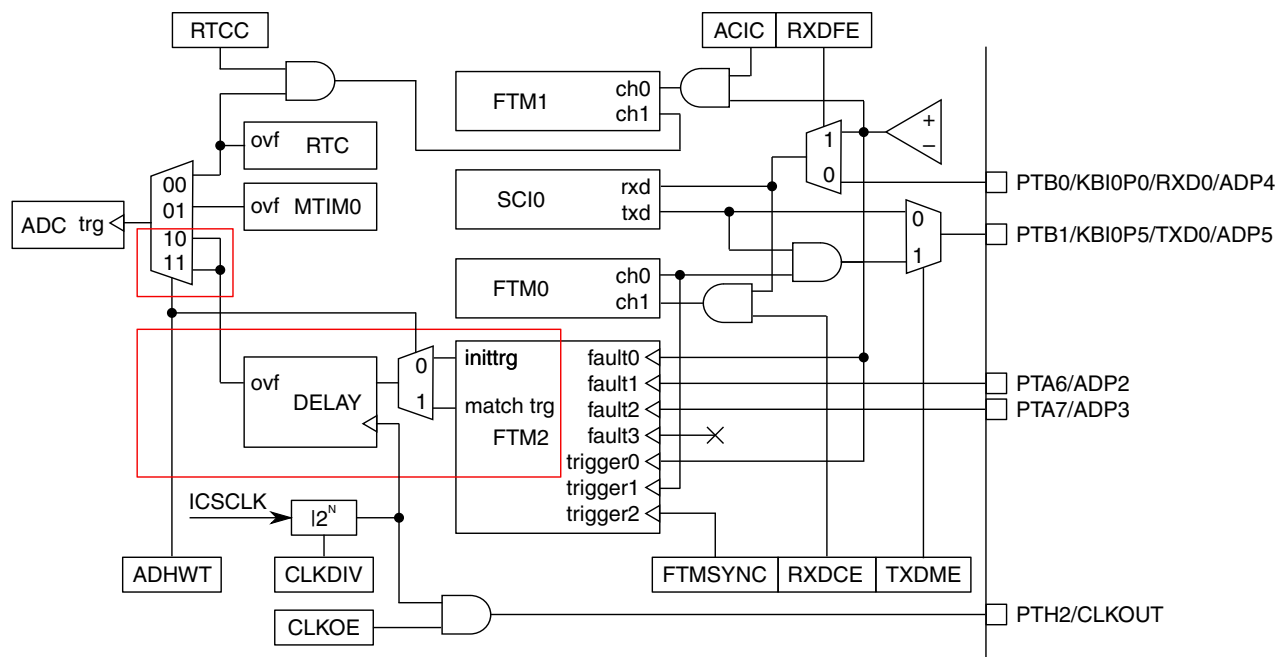 RTCC
ACIC RXDFE
FTM1
ch0
ch1
ovf RTC
+
−
1
0
00
01
10
11
ovf MTIM0
ADC trg
SCI0
rxd
txd
PTB0/KBI0P0/RXD0/ADP4
0
1
PTB1/KBI0P5/TXD0/ADP5
FTM0
ch0
ch1
ovf
DELAY
0
1
inittrg
match trg
FTM2
fault0
fault1
fault2
fault3
trigger0
trigger1
trigger2
PTA6/ADP2
PTA7/ADP3
ICSCLK
|2^N
ADHWT CLKDIV FTMSYNC RXDCE TXDME
CLKOE
PTH2/CLKOUT